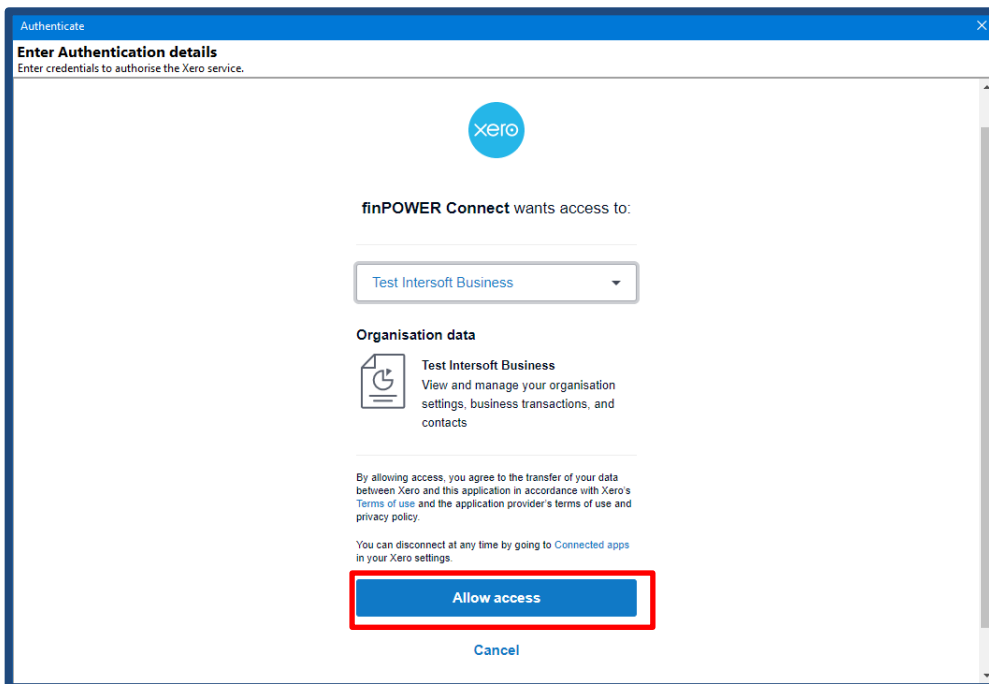 Authenticate
Enter Authentication details
Enter credentials to authorise the Xero service.
xero
finPOWER Connect wants access to:
Test Intersoft Business
Organisation data
Test Intersoft Business
View and manage your organisation
settings, business transactions, and
contacts
By allowing access, you agree to the transfer of your data
between Xero and this application in accordance with Xero's
Terms of use and the application provider's terms of use and
privacy policy.
You can disconnect at any time by going to Connected apps
in your Xero settings.
Allow access
Cancel